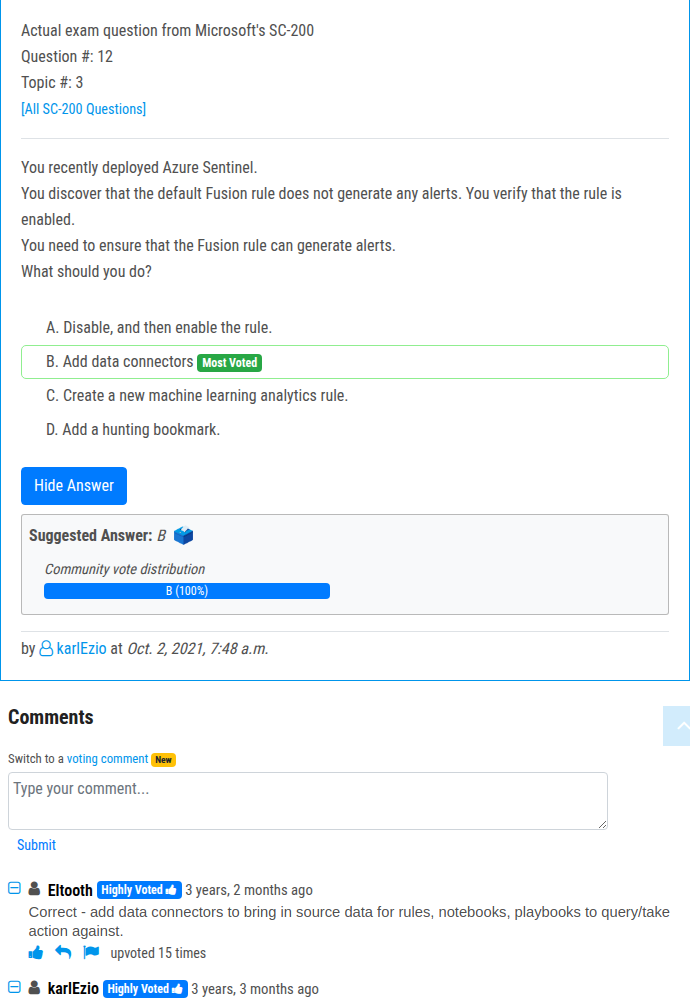 Actual exam question from Microsoft's SC-200
Question #: 12
Topic #: 3
[All SC-200 Questions]
You recently deployed Azure Sentinel.
You discover that the default Fusion rule does not generate any alerts. You verify that the rule is
enabled.
You need to ensure that the Fusion rule can generate alerts.
What should you do?
A. Disable, and then enable the rule.
B. Add data connectors Most Voted
C. Create a new machine learning analytics rule.
D. Add a hunting bookmark.
Hide Answer
Suggested Answer: B
Community vote distribution
B (100%)
by karlEzio at Oct. 2, 2021, 7:48 a.m.
Comments
Switch to a voting comment New
Type your comment...
Submit
Eltooth Highly Voted 3 years, 2 months ago
Correct - add data connectors to bring in source data for rules, notebooks, playbooks to query/take
action against.
upvoted 15 times
karlEzio Highly Voted 3 years, 3 months ago